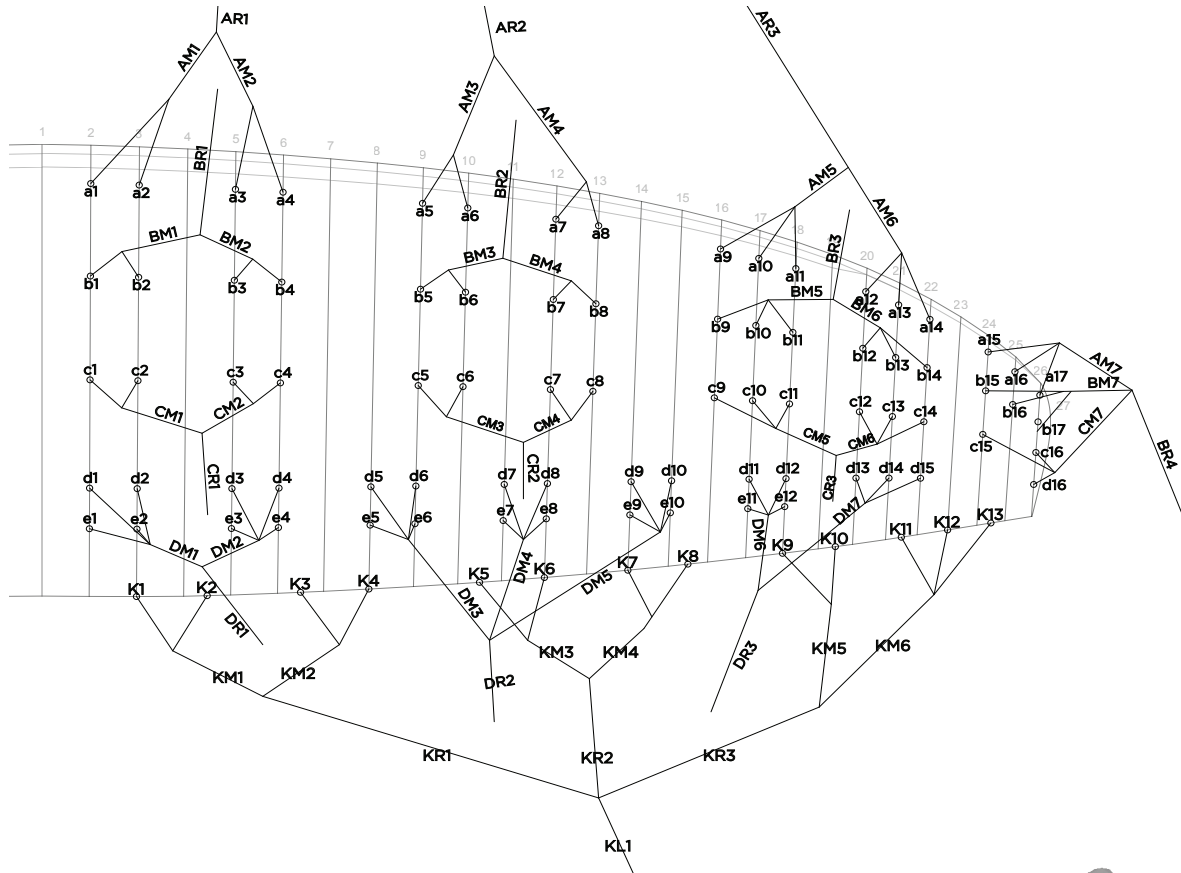 AR1 AR2 AR3
AM1 AM2 AM3 AM4
1 2 3 4 5 6 7 8 9 10 11 12 13 14 15 16 17 18 20 21 22 23 24 25 26 27
BR1 BR2 AM5 AM6 BR3
a1 a2 a3 a4 a5 a6 a7 a8 a9 a10 a11 a12 a13 a14 a15 a16 a17
BM1 BM2 BM3 BM4 BM5 BM6 AM7 BM7
b1 b2 b3 b4 b5 b6 b7 b8 b9 b10 b11 b12 b13 b14 b15 b16 b17
c1 c2 c3 c4 c5 c6 c7 c8 c9 c10 c11 c12 c13 c14 c15 c16
CM1 CM2 CM3 CM4 CM5 CM6 CM7 BR4
CR1 CR2 CR3
d1 d2 d3 d4 d5 d6 d7 d8 d9 d10 d11 d12 d13 d14 d15 d16
e1 e2 e3 e4 e5 e6 e7 e8 e9 e10 e11 e12
DM1 DM2 DM3 DM4 DM5 DM6 DM7
K1 K2 K3 K4 K5 K6 K7 K8 K9 K10 K11 K12 K13
DR1 DR2 DR3
KM1 KM2 KM3 KM4 KM5 KM6
KR1 KR2 KR3
KL1